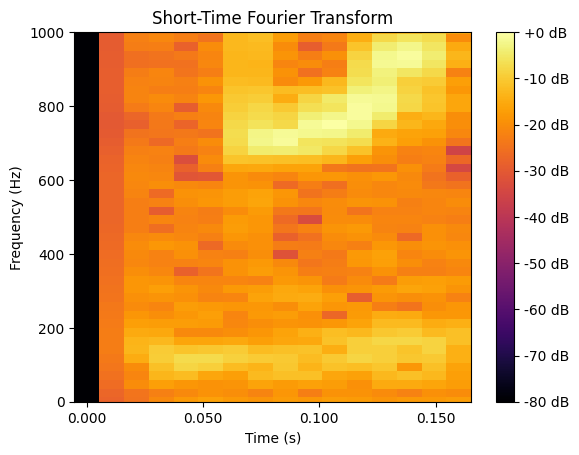 Short-Time Fourier Transform
1000
800
600
400
200
0
Frequency (Hz)
0.000
0.050
0.100
0.150
Time (s)
+0 dB
-10 dB
-20 dB
-30 dB
-40 dB
-50 dB
-60 dB
-70 dB
-80 dB